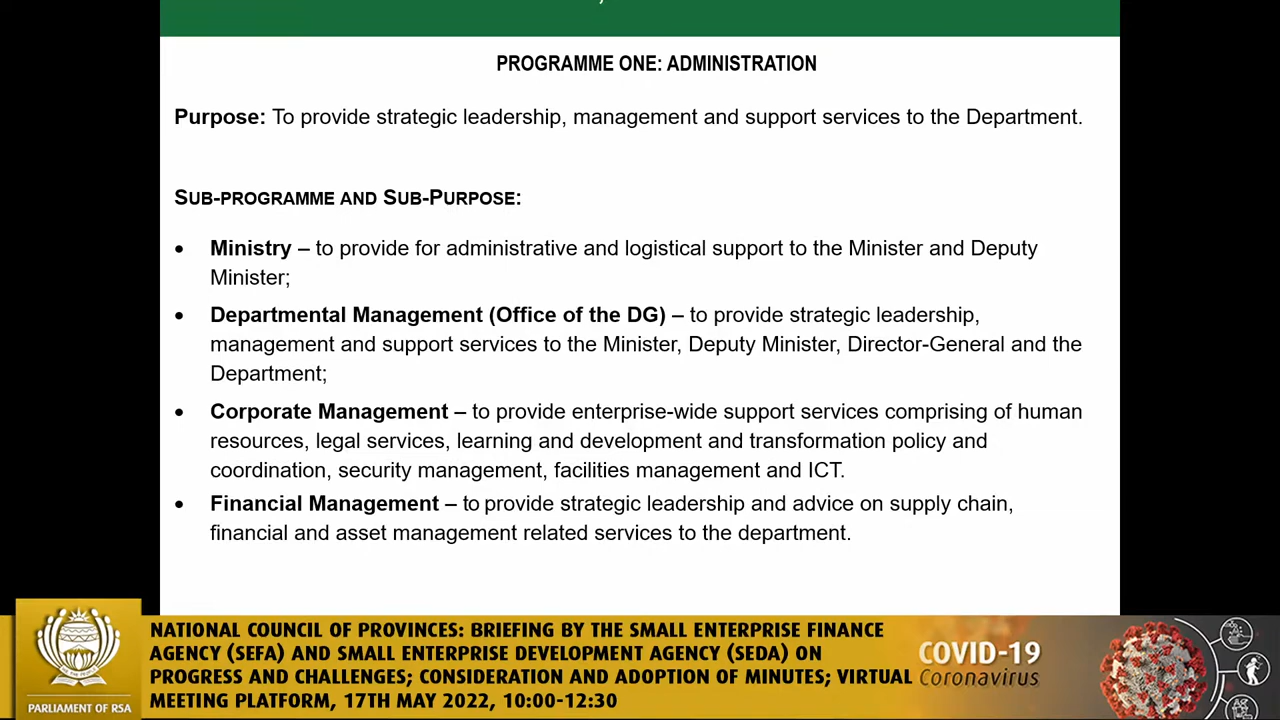 PROGRAMME ONE: ADMINISTRATION
Purpose: To provide strategic leadership, management and support services to the Department.
SUB-PROGRAMME AND SUB-PURPOSE:
• Ministry – to provide for administrative and logistical support to the Minister and Deputy
Minister;
• Departmental Management (Office of the DG) – to provide strategic leadership,
management and support services to the Minister, Deputy Minister, Director-General and the
Department;
• Corporate Management – to provide enterprise-wide support services comprising of human
resources, legal services, learning and development and transformation policy and
coordination, security management, facilities management and ICT.
• Financial Management – to provide strategic leadership and advice on supply chain,
financial and asset management related services to the department.
PARLIAMENT OF RSA
NATIONAL COUNCIL OF PROVINCES: BRIEFING BY THE SMALL ENTERPRISE FINANCE
AGENCY (SEFA) AND SMALL ENTERPRISE DEVELOPMENT AGENCY (SEDA) ON
PROGRESS AND CHALLENGES; CONSIDERATION AND ADOPTION OF MINUTES; VIRTUAL
MEETING PLATFORM, 17TH MAY 2022, 10:00-12:30
COVID-19
Coronavirus